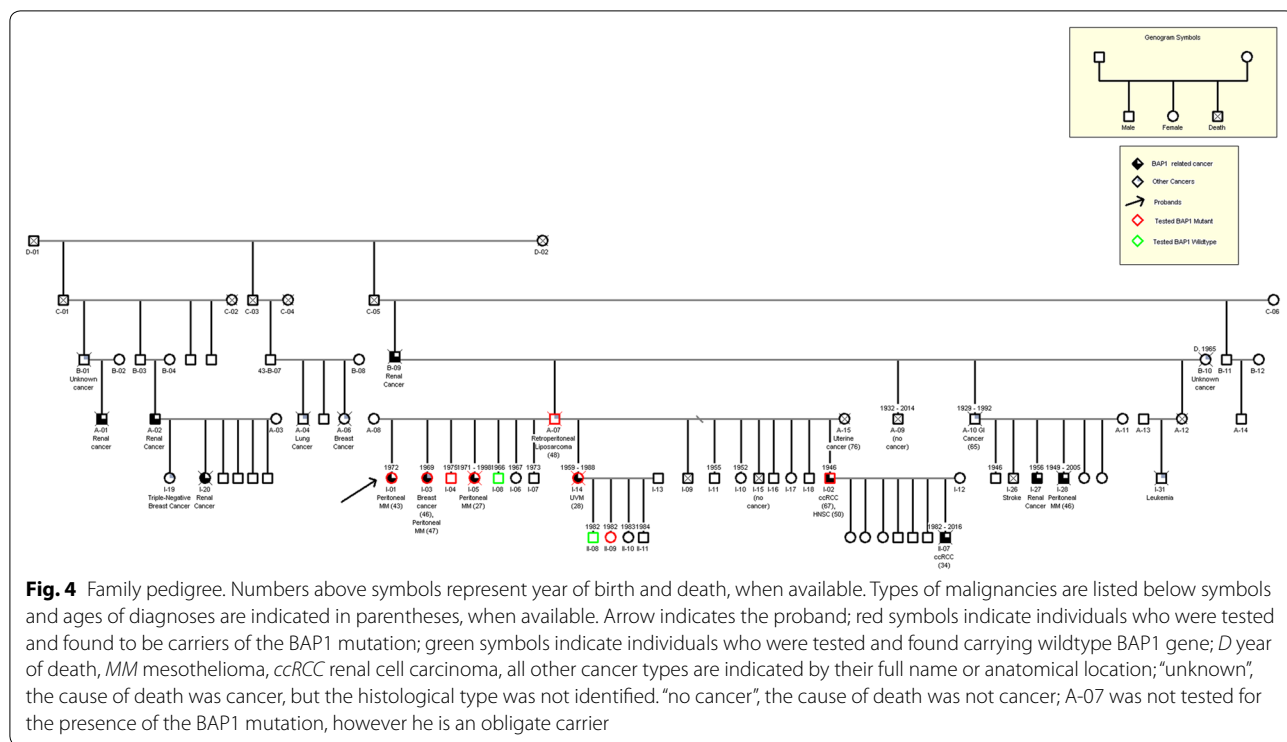 Genogram Symbols
Male Female Death
BAP1 related cancer
Other Cancers
Probands
Tested BAP1 Mutant
Tested BAP1 Wildtype
D-01 D-02
C-01 C-02 C-03 C-04 C-05 C-06
D, 1965
B-01 B-02 B-03 B-04 43-B-07 B-08 B-09 B-10 B-11 B-12
Unknown cancer Renal Cancer Unknown cancer
1932 - 2014 1929 - 1992
A-01 A-02 A-03 A-04 A-06 A-08 A-07 A-15 A-09 A-10 GI A-11 A-13 A-12 A-14
Renal cancer Renal Cancer Lung Cancer Breast Cancer Retroperitoneal Liposarcoma (48) Uterine cancer (76) (no cancer) Cancer (65)
1972 1969 1975 1971 - 1998 1966 1967 1973 1959 - 1988 1955 1952 1946 1946 1956 1949 - 2005
I-19 I-20 I-01 I-03 I-04 I-05 I-08 I-06 I-07 I-14 I-13 I-09 I-11 I-10 I-15 I-16 I-17 I-18 I-02 I-12 I-26 I-27 I-28 I-31
Triple-Negative Breast Cancer Renal Cancer Peritoneal MM (43) Breast cancer (46), Peritoneal MM (47) Peritoneal MM (27) UVM (28) (no cancer) ccRCC (67), HNSC (50) Stroke Renal Cancer Peritoneal MM (46) Leukemia
1982 1982 1983 1984 1982 - 2016
II-08 II-09 II-10 II-11 II-07
ccRCC (34)
Fig. 4 Family pedigree. Numbers above symbols represent year of birth and death, when available. Types of malignancies are listed below symbols
and ages of diagnoses are indicated in parentheses, when available. Arrow indicates the proband; red symbols indicate individuals who were tested
and found to be carriers of the BAP1 mutation; green symbols indicate individuals who were tested and found carrying wildtype BAP1 gene; D year
of death, MM mesothelioma, ccRCC renal cell carcinoma, all other cancer types are indicated by their full name or anatomical location; “unknown”,
the cause of death was cancer, but the histological type was not identified. “no cancer”, the cause of death was not cancer; A-07 was not tested for
the presence of the BAP1 mutation, however he is an obligate carrier